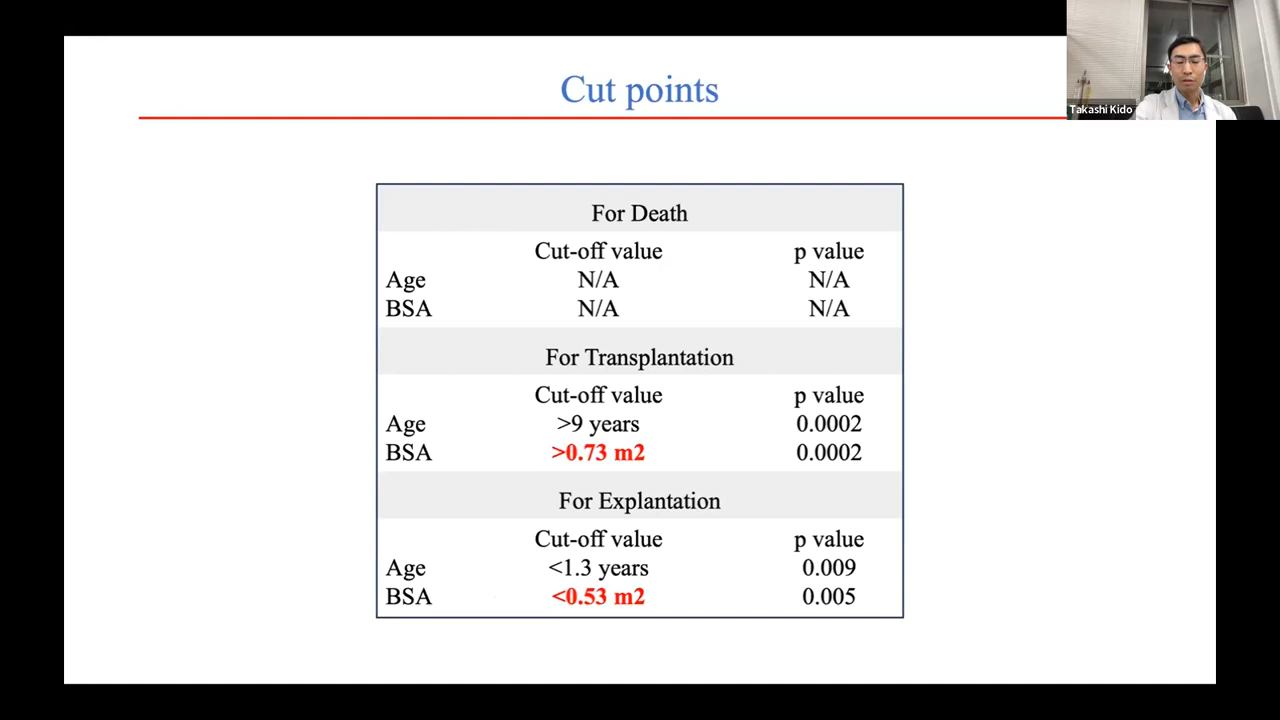 Cut points
Takashi Kido
For Death
Cut-off value p value
Age N/A N/A
BSA N/A N/A
For Transplantation
Cut-off value p value
Age >9 years 0.0002
BSA >0.73 m2 0.0002
For Explantation
Cut-off value p value
Age <1.3 years 0.009
BSA <0.53 m2 0.005